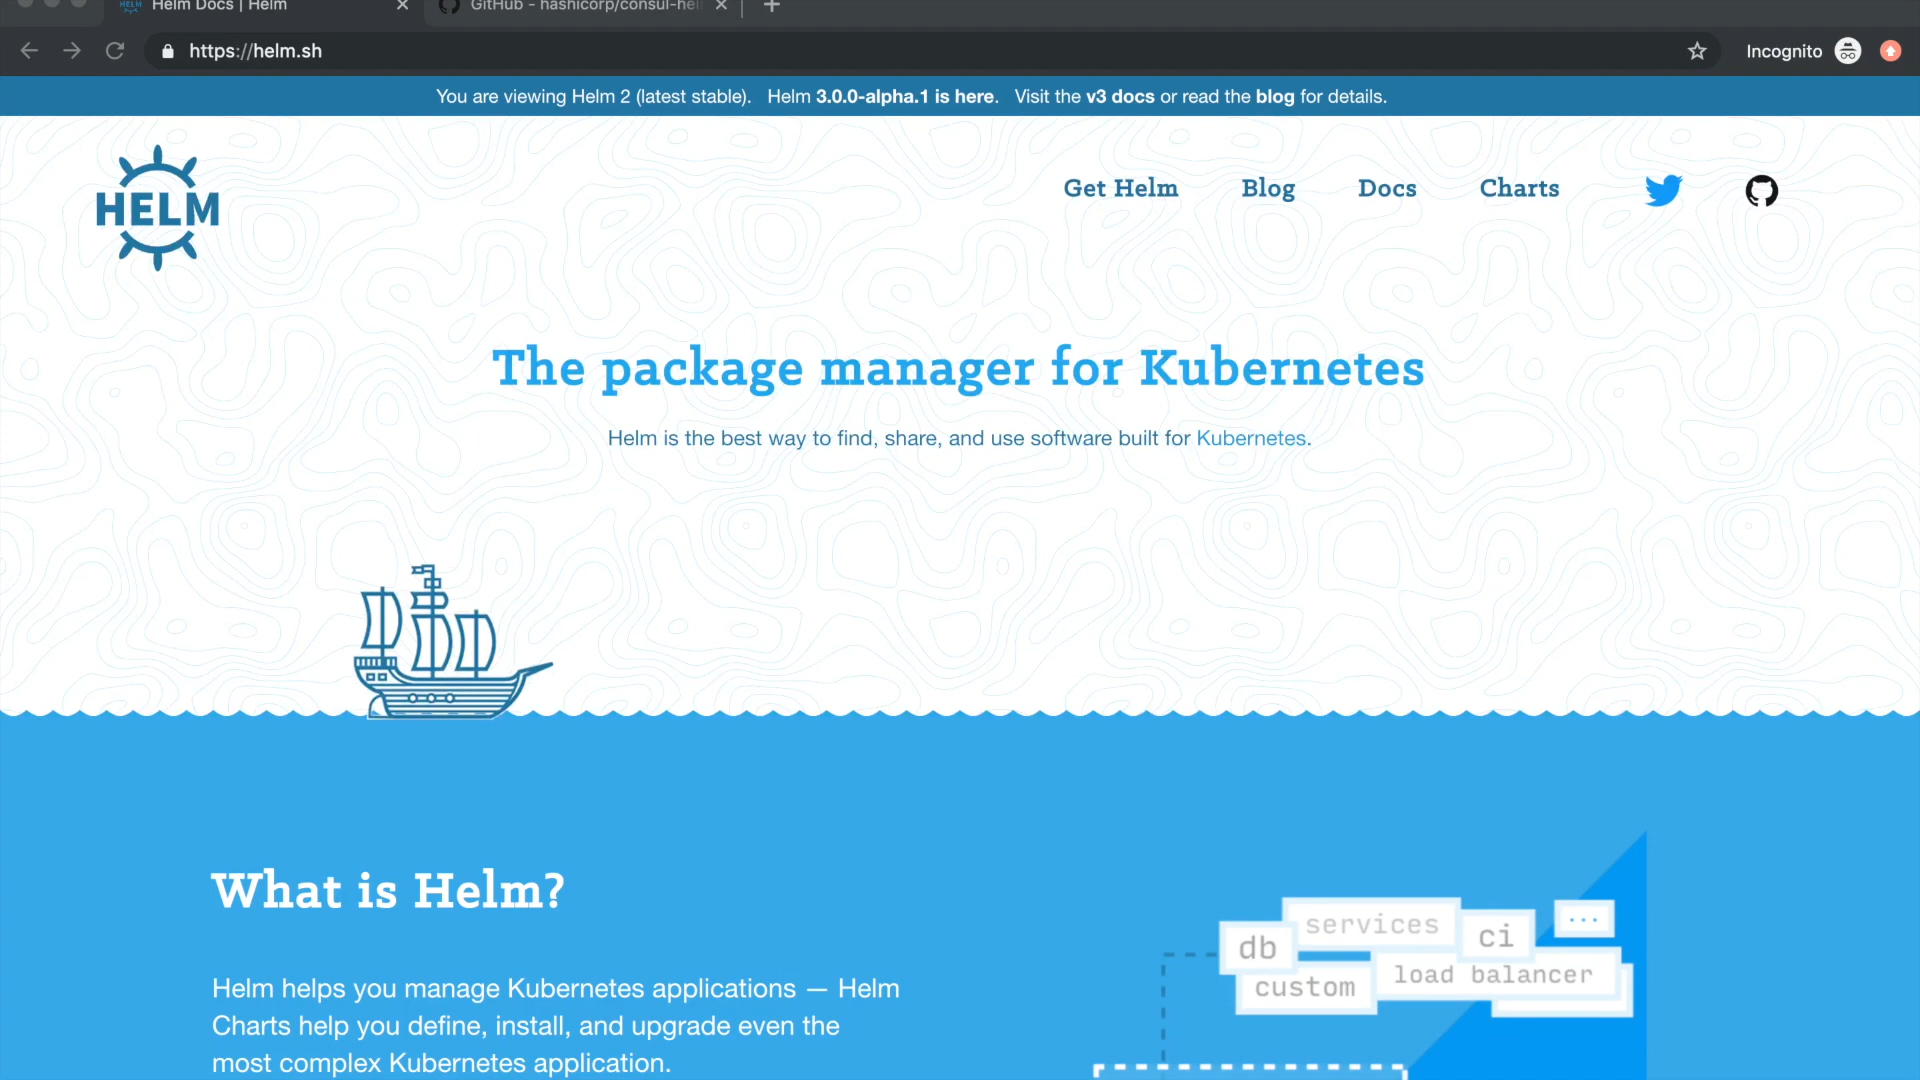 Helm Docs | Helm
GitHub - hashicorp/consul-hel
https://helm.sh
Incognito
You are viewing Helm 2 (latest stable). Helm 3.0.0-alpha.1 is here. Visit the v3 docs or read the blog for details.
HELM
Get Helm Blog Docs Charts
The package manager for Kubernetes
Helm is the best way to find, share, and use software built for Kubernetes.
What is Helm?
Helm helps you manage Kubernetes applications — Helm
Charts help you define, install, and upgrade even the
most complex Kubernetes application.
services
ci
...
db
load balancer
custom